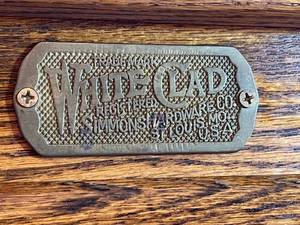 TRADE MARK
WHITE CLAD
REGISTERED
SIMMONS HARDWARE CO.
ST. LOUIS, MO.
U.S.A.